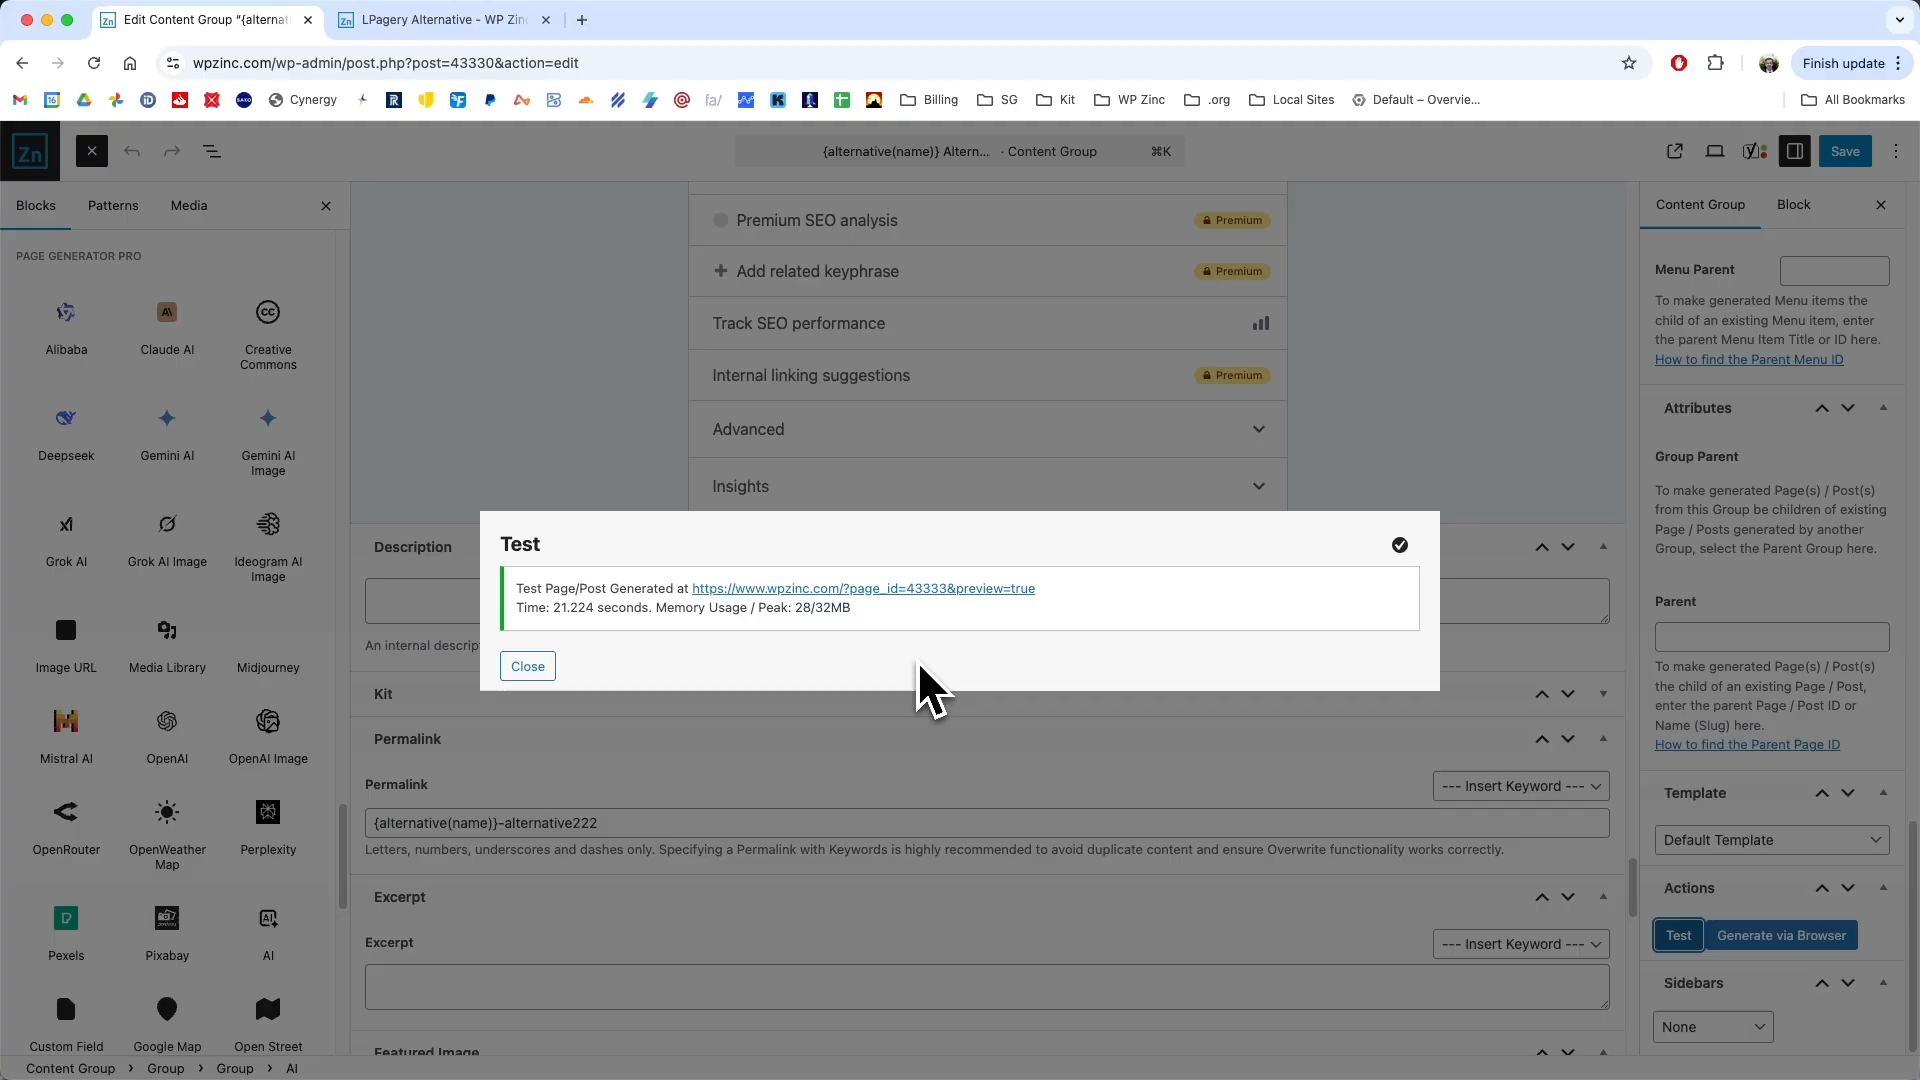 Edit Content Group "{alternati
LPagery Alternative - WP Zin
wpzinc.com/wp-admin/post.php?post=43330&action=edit
Finish update
Cynergy
fa/
Billing
SG
Kit
WP Zinc
.org
Local Sites
Default – Overvie...
All Bookmarks
Zn
{alternative(name)} Altern... · Content Group
⌘K
Save
Blocks
Patterns
Media
Content Group
Block
PAGE GENERATOR PRO
Alibaba
Claude AI
Creative
Commons
Deepseek
Gemini AI
Gemini AI
Image
Grok AI
Grok AI Image
Ideogram AI
Image
Image URL
Media Library
Midjourney
Mistral AI
OpenAI
OpenAI Image
OpenRouter
OpenWeather
Map
Perplexity
Pexels
Pixabay
AI
Custom Field
Google Map
Open Street
Premium SEO analysis
Premium
Add related keyphrase
Premium
Track SEO performance
Internal linking suggestions
Premium
Advanced
Insights
Test
Test Page/Post Generated at https://www.wpzinc.com/?page_id=43333&preview=true
Time: 21.224 seconds. Memory Usage / Peak: 28/32MB
Close
Description
An internal descrip
Kit
Permalink
Permalink
--- Insert Keyword ---
{alternative(name)}-alternative222
Letters, numbers, underscores and dashes only. Specifying a Permalink with Keywords is highly recommended to avoid duplicate content and ensure Overwrite functionality works correctly.
Excerpt
Excerpt
--- Insert Keyword ---
Featured Image
Menu Parent
To make generated Menu items the
child of an existing Menu item, enter
the parent Menu Item Title or ID here.
How to find the Parent Menu ID
Attributes
Group Parent
To make generated Page(s) / Post(s)
from this Group be children of existing
Page / Posts generated by another
Group, select the Parent Group here.
Parent
To make generated Page(s) / Post(s)
the child of an existing Page / Post,
enter the parent Page / Post ID or
Name (Slug) here.
How to find the Parent Page ID
Template
Default Template
Actions
Test
Generate via Browser
Sidebars
None
Content Group › Group › Group › AI